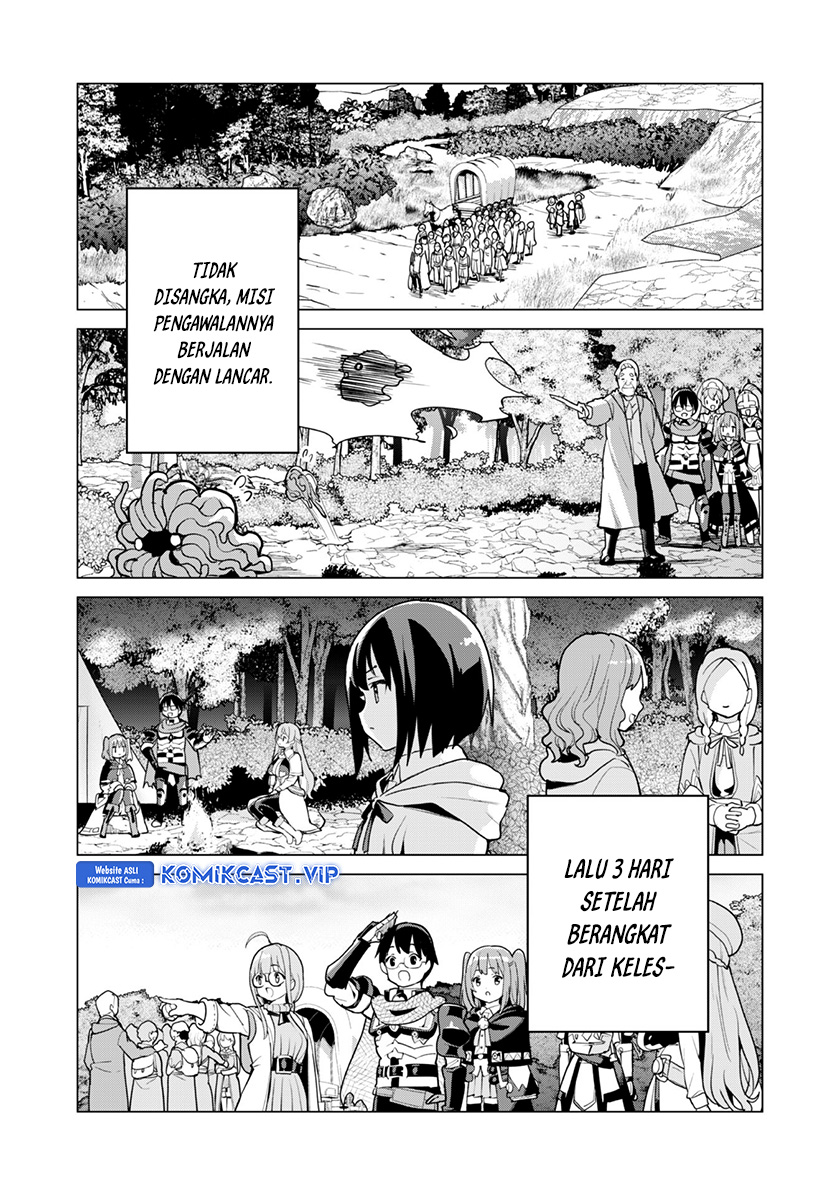 TIDAK
DISANGKA, MISI
PENGAWALANNYA
BERJALAN
DENGAN LANCAR.
LALU 3 HARI
SETELAH
BERANGKAT
DARI KELES-
Website ASLI
KOMIKCAST Cuma :
KOMIKCAST.VIP